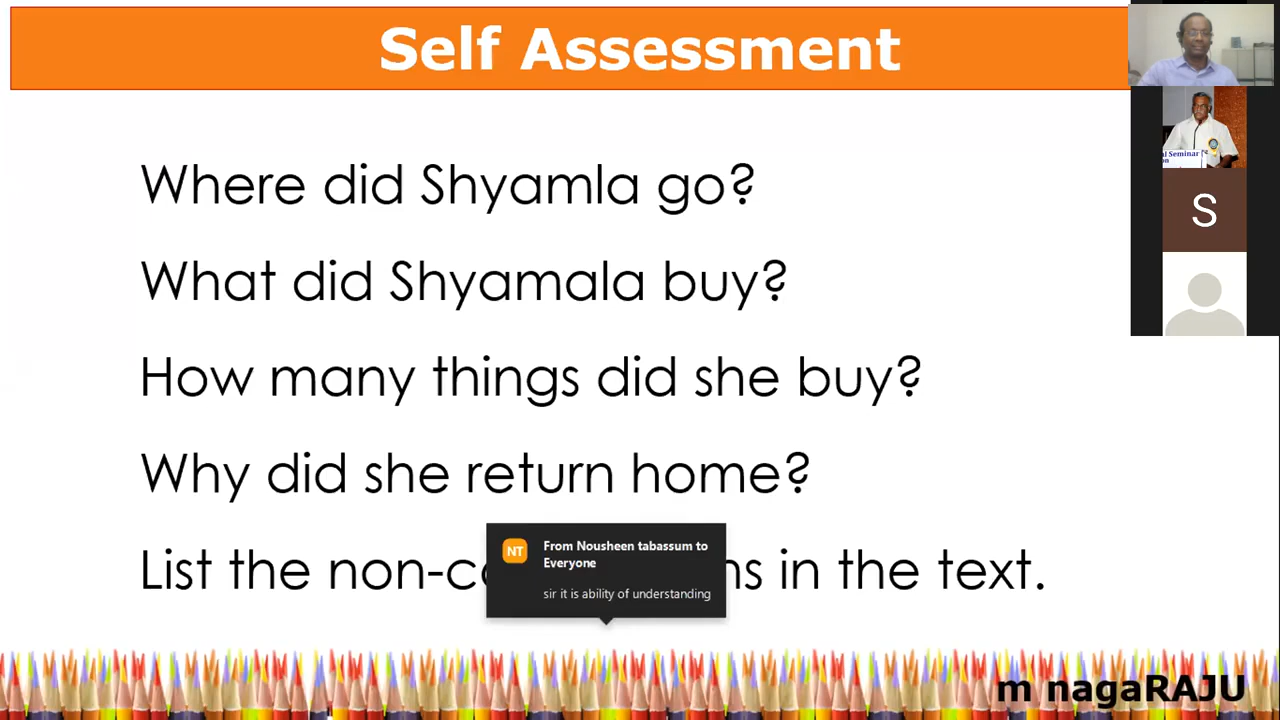 Self Assessment
Where did Shyamla go?
What did Shyamala buy?
How many things did she buy?
Why did she return home?
List the in the text.
NT
From Nousheen tabassum to
Everyone
sir it is ability of understanding
S
m nagaRAJU